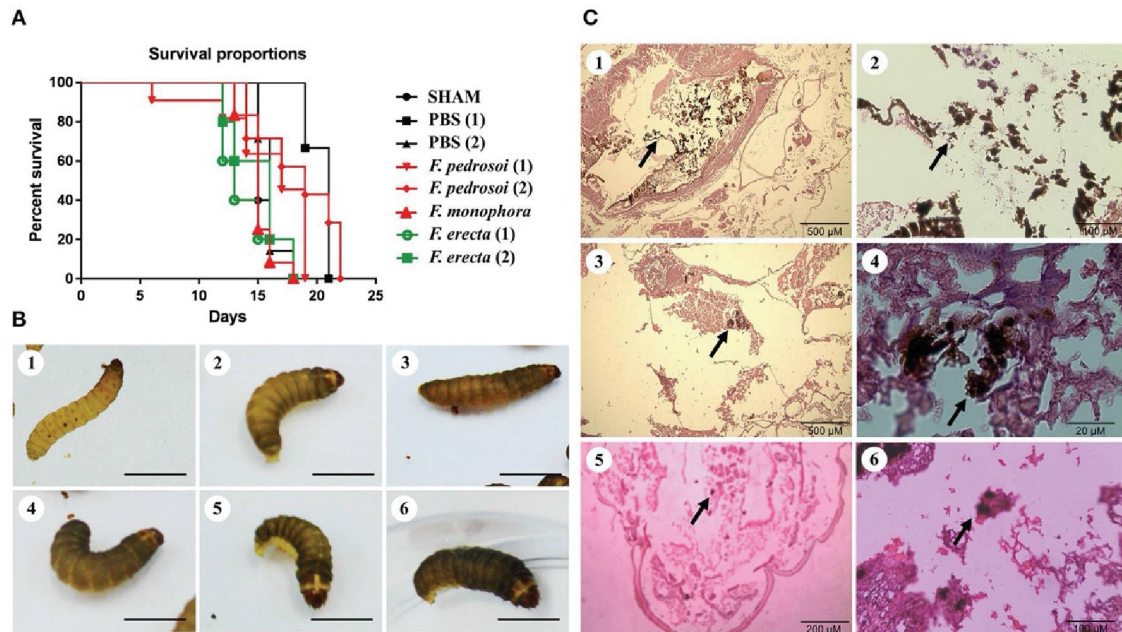 A
Survival proportions
Percent survival
100
80
60
40
20
0
0 5 10 15 20 25
Days
SHAM
PBS (1)
PBS (2)
F. pedrosoi (1)
F. pedrosoi (2)
F. monophora
F. erecta (1)
F. erecta (2)
B
1 2 3
4 5 6
C
1 2
500 µM 100 µM
3 4
500 µM 20 µM
5 6
200 µM 100 µM